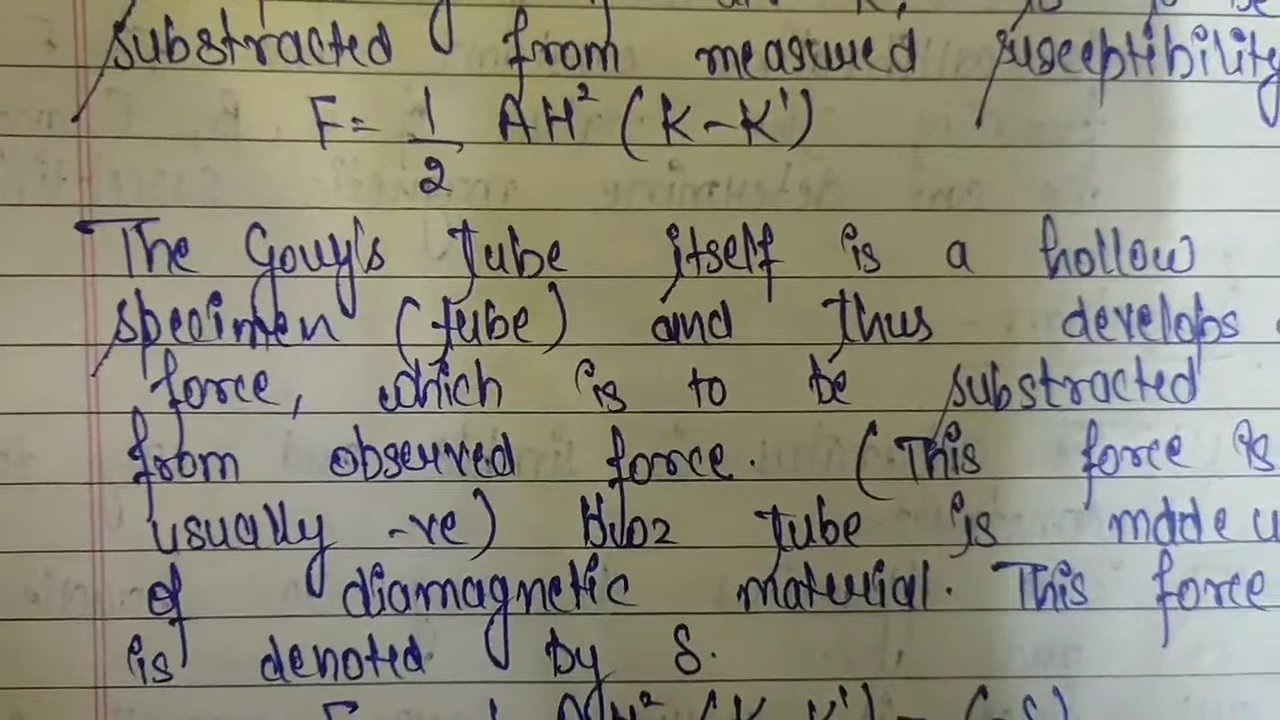 substracted from measured susceptibility
F = 1/2 AH² (K-K')
The Gouy's tube itself is a hollow
specimen (tube) and thus develops
force, which is to be substracted
from observed force. (This force is
usually -ve) tube is made u
of diamagnetic material. This force
is denoted by δ.